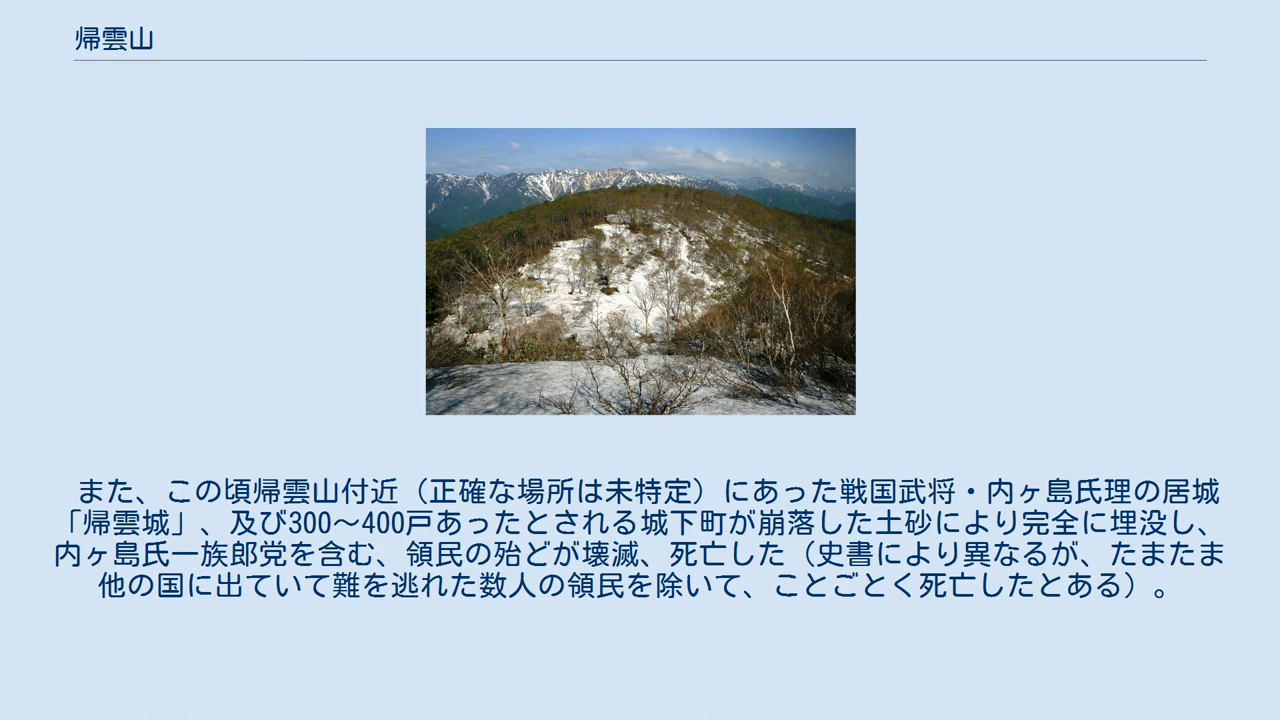 帰雲山
また、この頃帰雲山付近（正確な場所は未特定）にあった戦国武将・内ヶ島氏理の居城
「帰雲城」、及び300～400戸あったとされる城下町が崩落した土砂により完全に埋没し、
内ヶ島氏一族郎党を含む、領民の殆どが壊滅、死亡した（史書により異なるが、たまたま
他の国に出ていて難を逃れた数人の領民を除いて、ことごとく死亡したとある）。